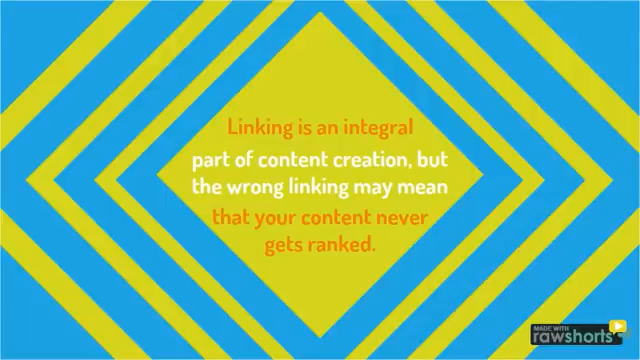 Linking is an integral
part of content creation, but
the wrong linking may mean
that your content never
gets ranked.
MADE WITH
rawshorts